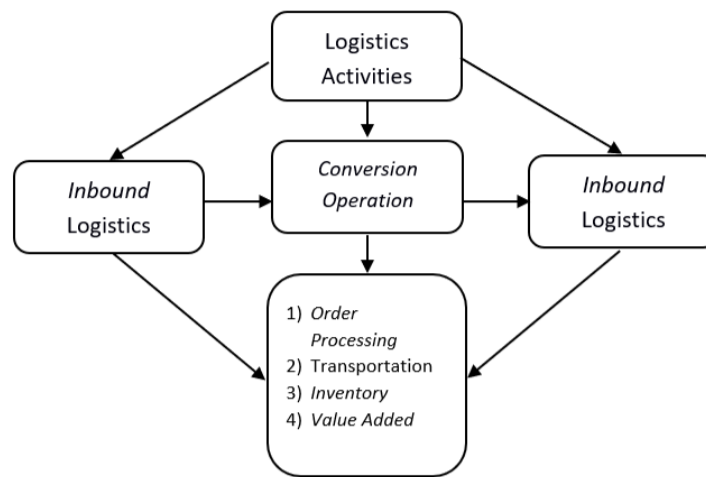 Logistics
Activities
Inbound
Logistics
Conversion
Operation
Inbound
Logistics
1) Order
Processing
2) Transportation
3) Inventory
4) Value Added